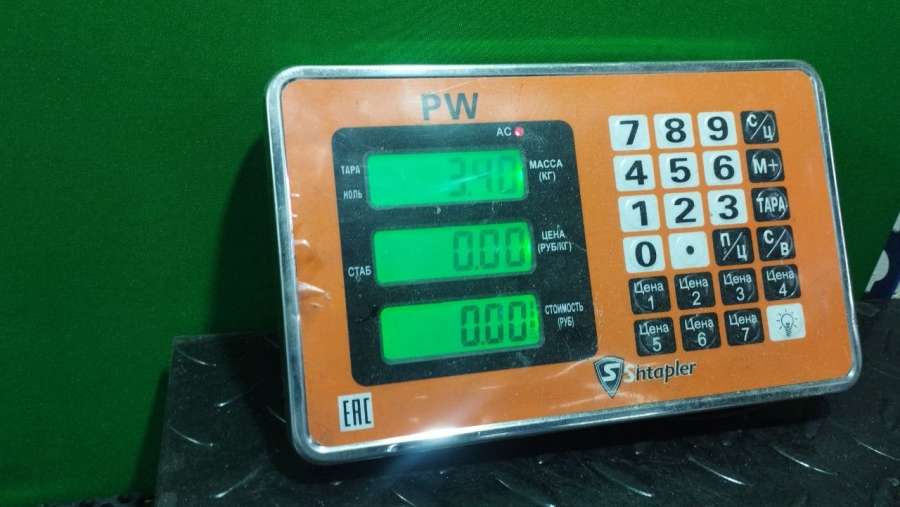 PW
AC
ТАРА
НОЛЬ
3.40
МАССА
(КГ)
СТАБ
0.00
ЦЕНА
(РУБ/КГ)
0.00
СТОИМОСТЬ
(РУБ)
7 8 9 С/Ц
4 5 6 М+
1 2 3 ТАРА
0 . П/Ц С/В
Цена 1 Цена 2 Цена 3 Цена 4
Цена 5 Цена 6 Цена 7
Shtapler
EAC